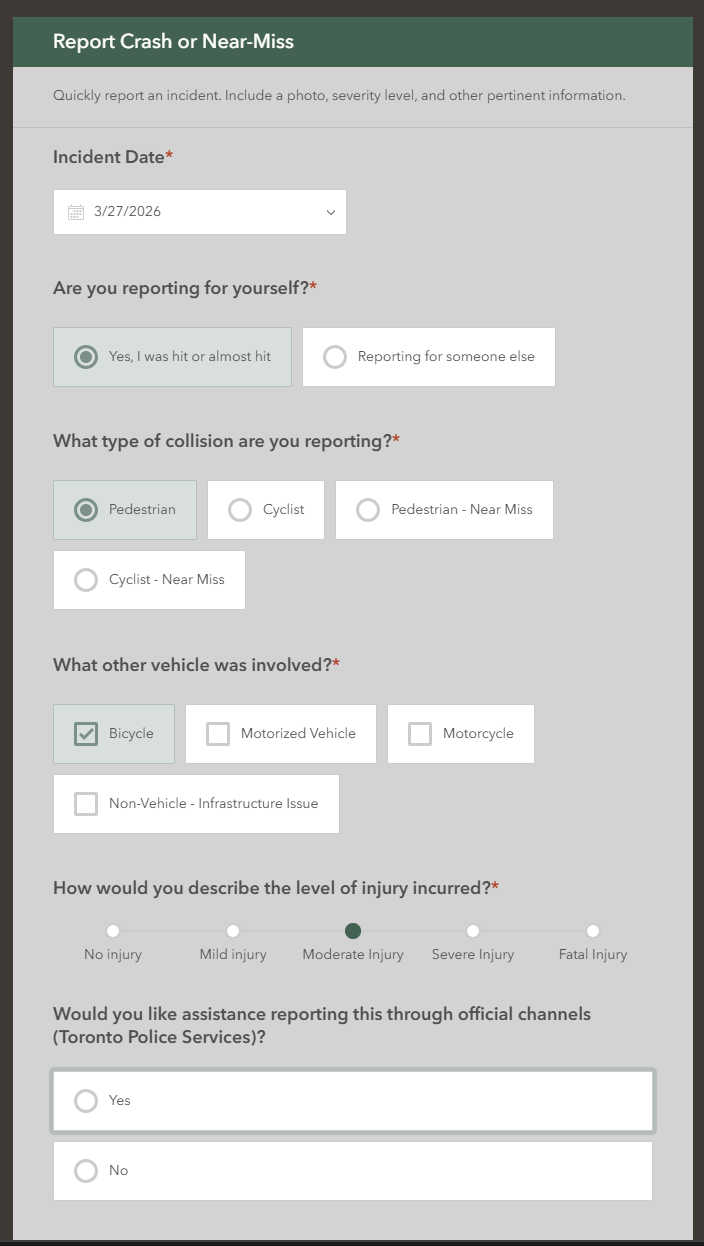 Report Crash or Near-Miss
Quickly report an incident. Include a photo, severity level, and other pertinent information.
Incident Date*
3/27/2026
Are you reporting for yourself?*
Yes, I was hit or almost hit
Reporting for someone else
What type of collision are you reporting?*
Pedestrian
Cyclist
Pedestrian - Near Miss
Cyclist - Near Miss
What other vehicle was involved?*
Bicycle
Motorized Vehicle
Motorcycle
Non-Vehicle - Infrastructure Issue
How would you describe the level of injury incurred?*
No injury
Mild injury
Moderate Injury
Severe Injury
Fatal Injury
Would you like assistance reporting this through official channels
(Toronto Police Services)?
Yes
No